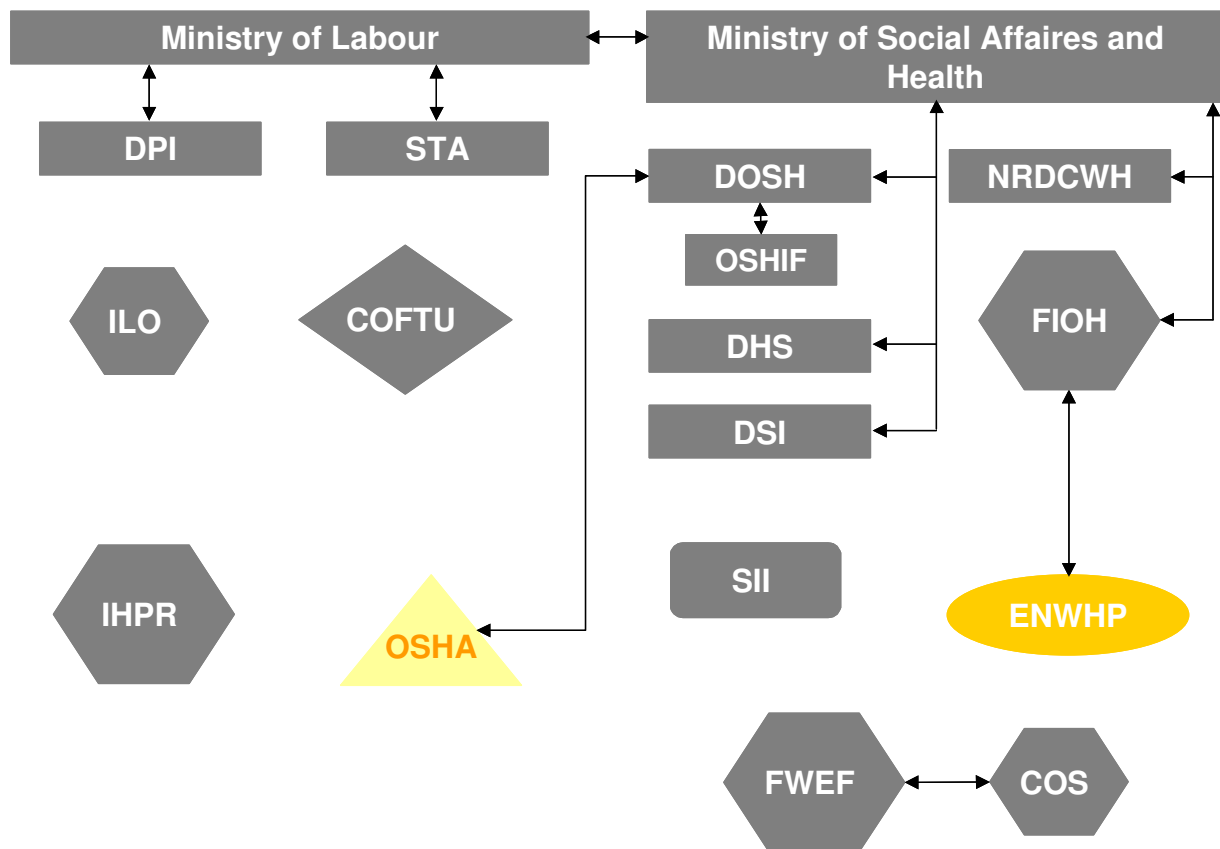 Ministry of Labour
Ministry of Social Affaires and
Health
DPI
STA
DOSH
NRDCWH
OSHIF
ILO
COFTU
FIOH
DHS
DSI
SII
IHPR
OSHA
ENWHP
FWEF
COS